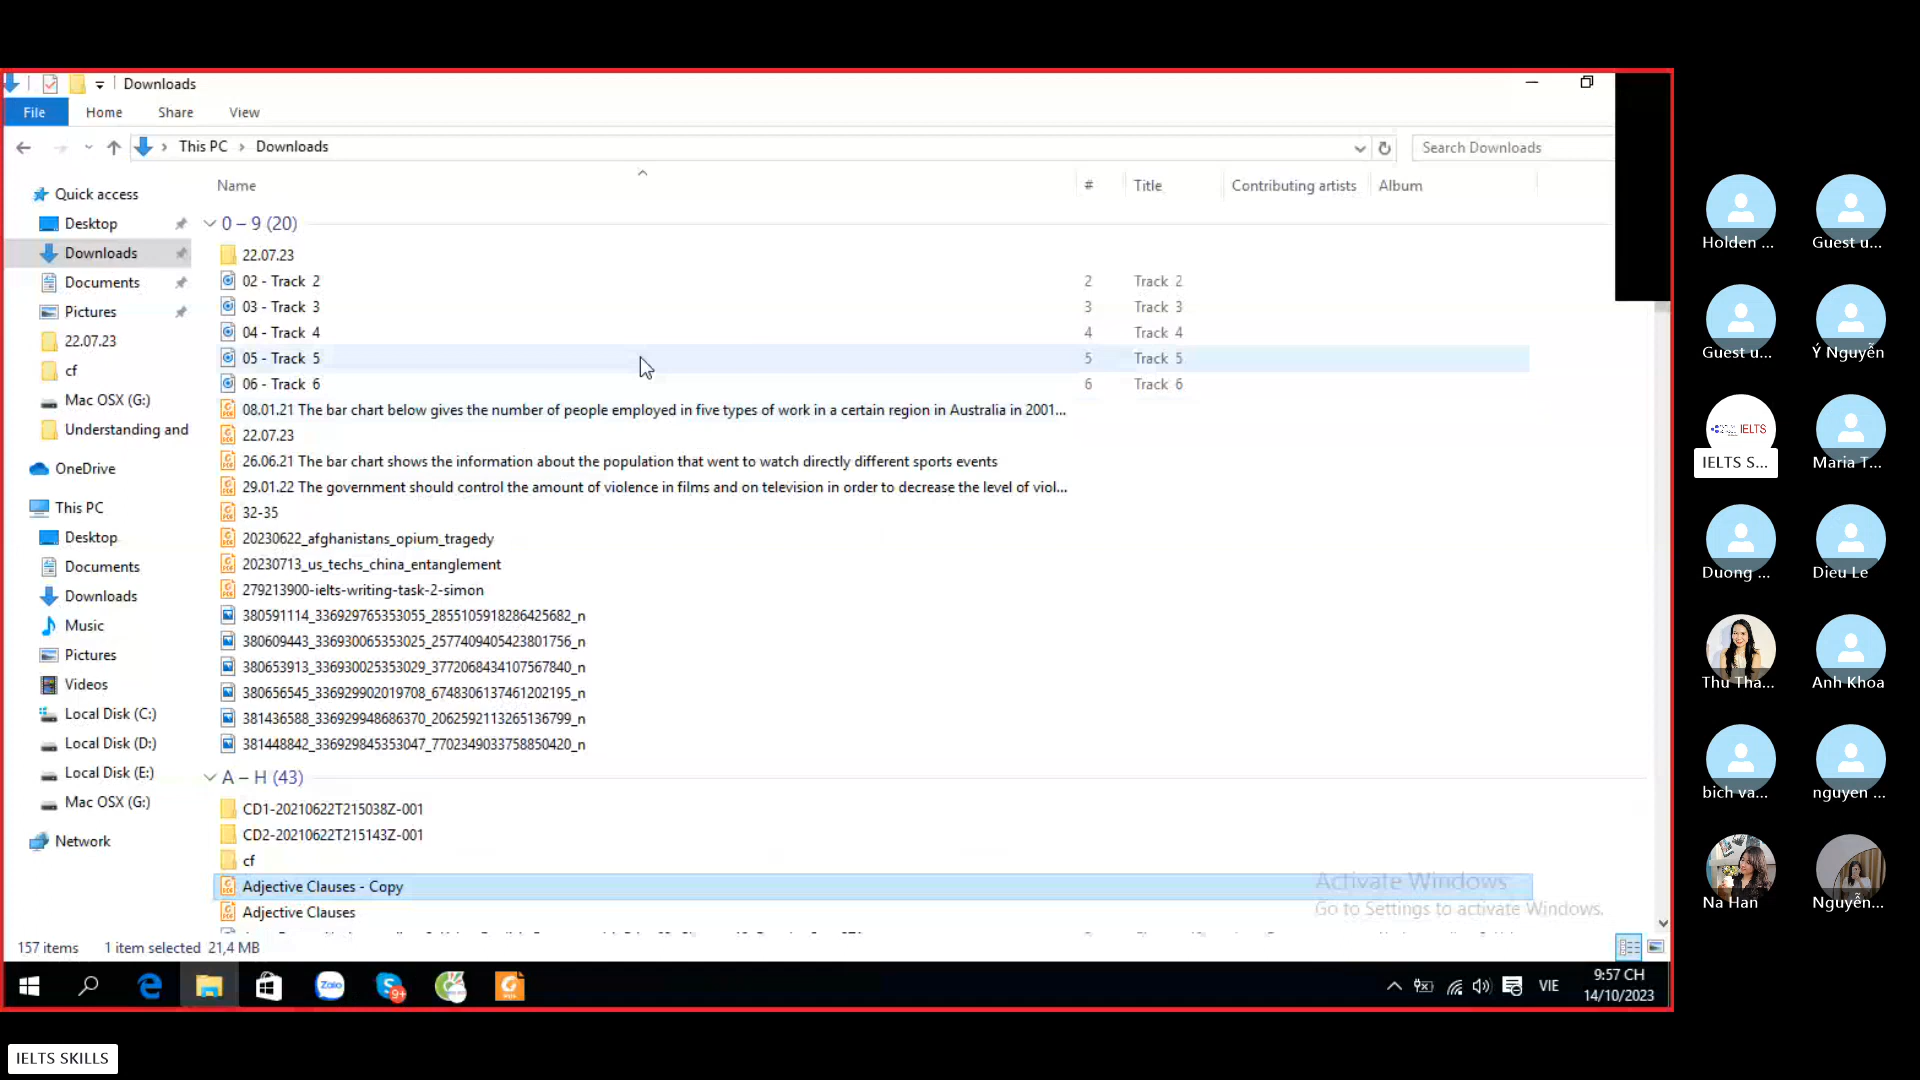 Downloads
File Home Share View
This PC Downloads
Search Downloads
Name # Title Contributing artists Album
Quick access
Desktop
Downloads
Documents
Pictures
22.07.23
cf
Mac OSX (G:)
Understanding and
OneDrive
This PC
Desktop
Documents
Downloads
Music
Pictures
Videos
Local Disk (C:)
Local Disk (D:)
Local Disk (E:)
Mac OSX (G:)
Network
0 – 9 (20)
22.07.23
02 - Track 2 2 Track 2
03 - Track 3 3 Track 3
04 - Track 4 4 Track 4
05 - Track 5 5 Track 5
06 - Track 6 6 Track 6
08.01.21 The bar chart below gives the number of people employed in five types of work in a certain region in Australia in 2001...
22.07.23
26.06.21 The bar chart shows the information about the population that went to watch directly different sports events
29.01.22 The government should control the amount of violence in films and on television in order to decrease the level of viol...
32-35
20230622_afghanistans_opium_tragedy
20230713_us_techs_china_entanglement
279213900-ielts-writing-task-2-simon
380591114_336929765353055_2855105918286425682_n
380609443_336930065353025_2577409405423801756_n
380653913_336930025353029_3772068434107567840_n
380656545_336929902019708_6748306137461202195_n
381436588_336929948686370_2062592113265136799_n
381448842_336929845353047_7702349033758850420_n
A – H (43)
CD1-20210622T215038Z-001
CD2-20210622T215143Z-001
cf
Adjective Clauses - Copy
Adjective Clauses
Activate Windows
Go to Settings to activate Windows.
157 items 1 item selected 21,4 MB
Zalo
9+
VIE
9:57 CH
14/10/2023
Holden ...
Guest u...
Guest u...
Ý Nguyễn
IELTS
IELTS S...
Maria T...
Duong ...
Dieu Le
Thu Tha...
Anh Khoa
bich va...
nguyen ...
Na Han
Nguyễn...
IELTS SKILLS